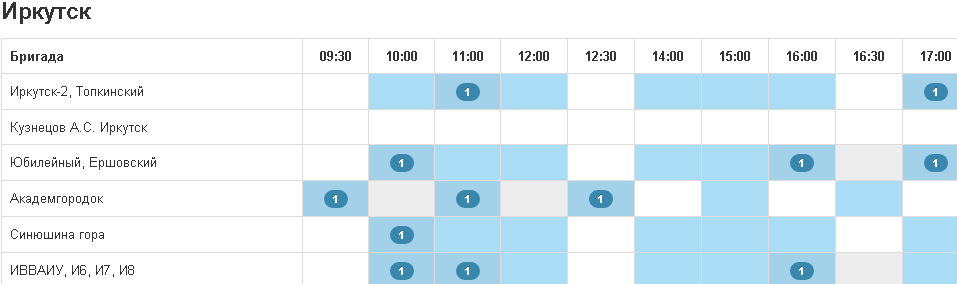 Иркутск
Бригада 09:30 10:00 11:00 12:00 12:30 14:00 15:00 16:00 16:30 17:00
Иркутск-2, Топкинский 1 1
Кузнецов А.С. Иркутск
Юбилейный, Ершовский 1 1 1
Академгородок 1 1 1
Синюшина гора 1
ИВВАИУ, И6, И7, И8 1 1 1